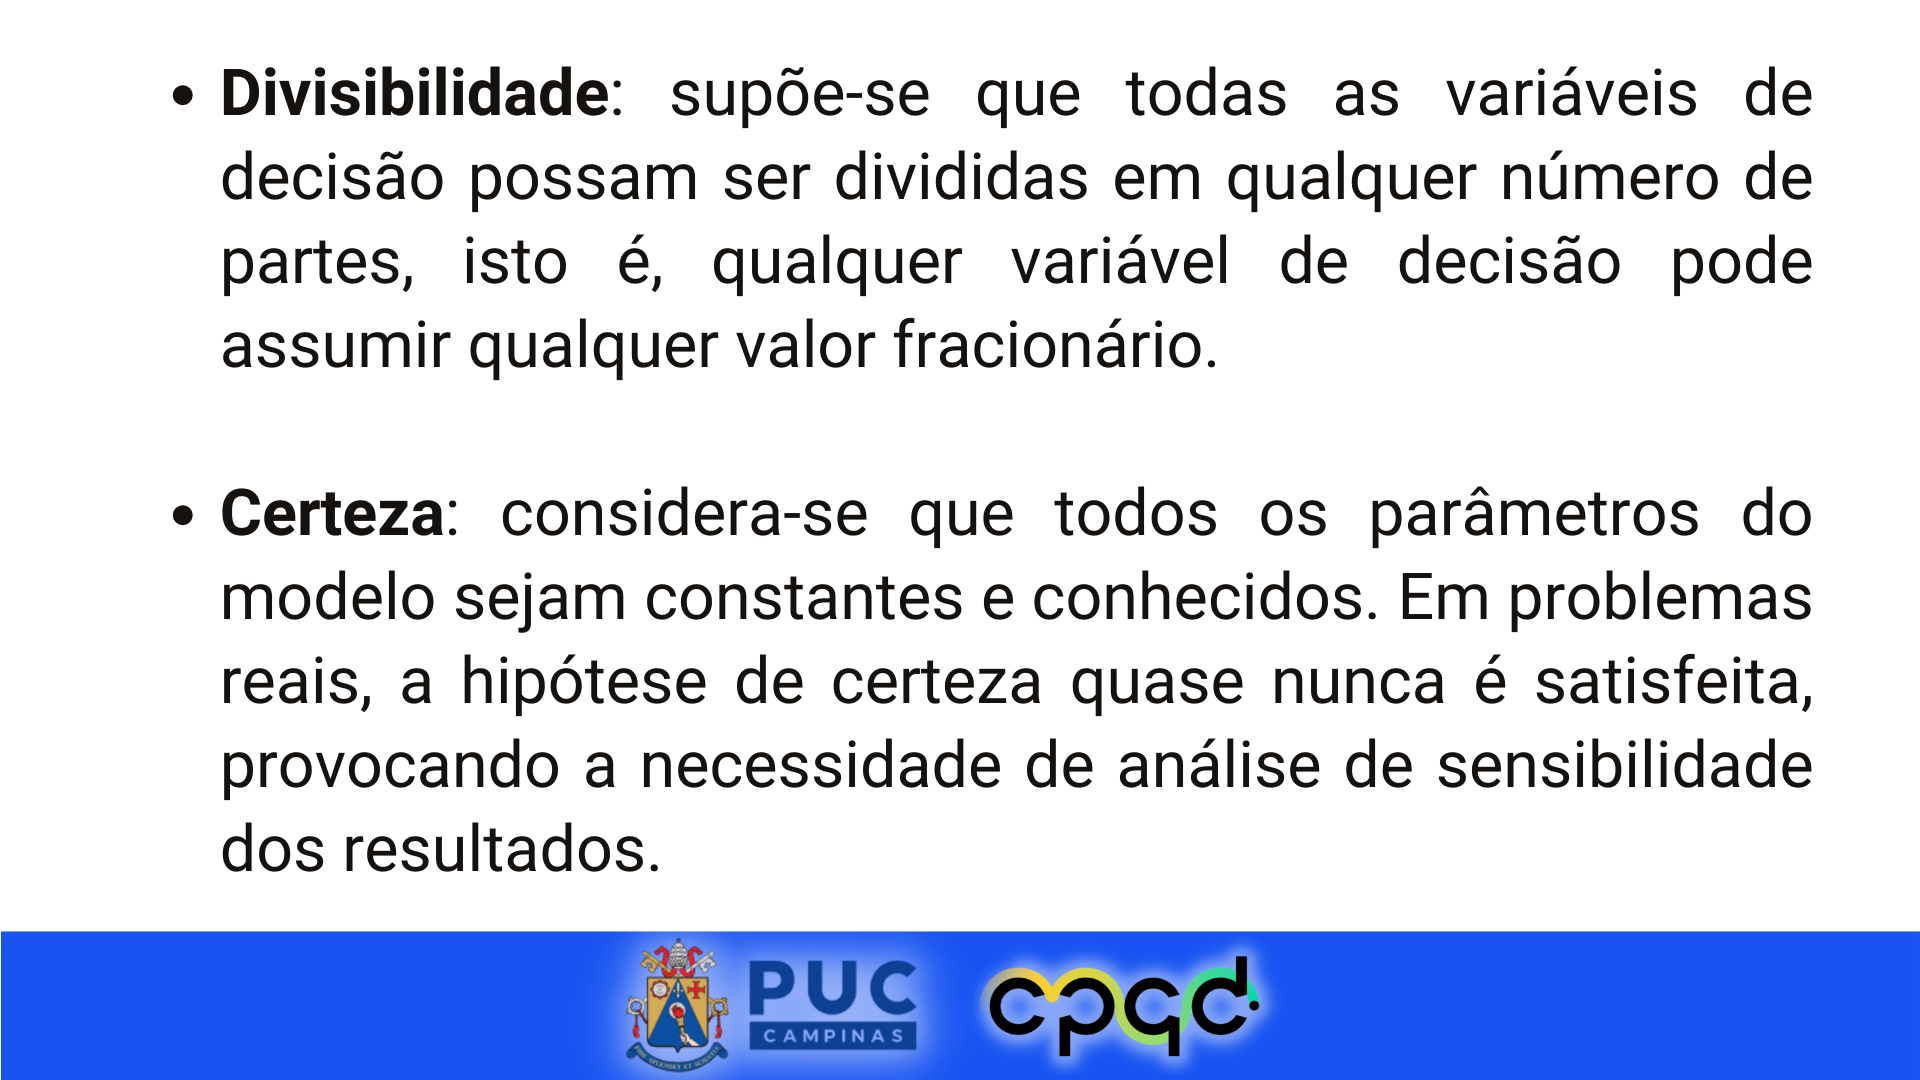 • Divisibilidade: supõe-se que todas as variáveis de
decisão possam ser divididas em qualquer número de
partes, isto é, qualquer variável de decisão pode
assumir qualquer valor fracionário.
• Certeza: considera-se que todos os parâmetros do
modelo sejam constantes e conhecidos. Em problemas
reais, a hipótese de certeza quase nunca é satisfeita,
provocando a necessidade de análise de sensibilidade
dos resultados.
PUC
CAMPINAS
cpqd